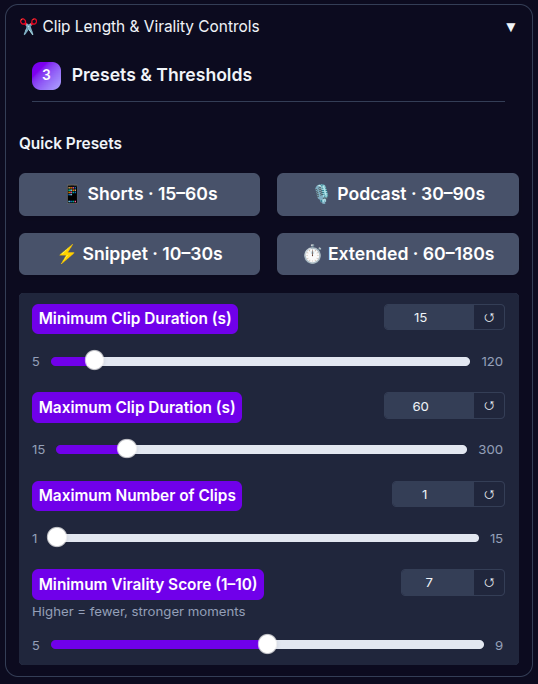 ✂️ Clip Length & Virality Controls ▼
3 Presets & Thresholds
Quick Presets
📱 Shorts · 15–60s
🎙️ Podcast · 30–90s
⚡ Snippet · 10–30s
⏱️ Extended · 60–180s
Minimum Clip Duration (s) 15 ↺
5 120
Maximum Clip Duration (s) 60 ↺
15 300
Maximum Number of Clips 1 ↺
1 15
Minimum Virality Score (1–10) 7 ↺
Higher = fewer, stronger moments
5 9